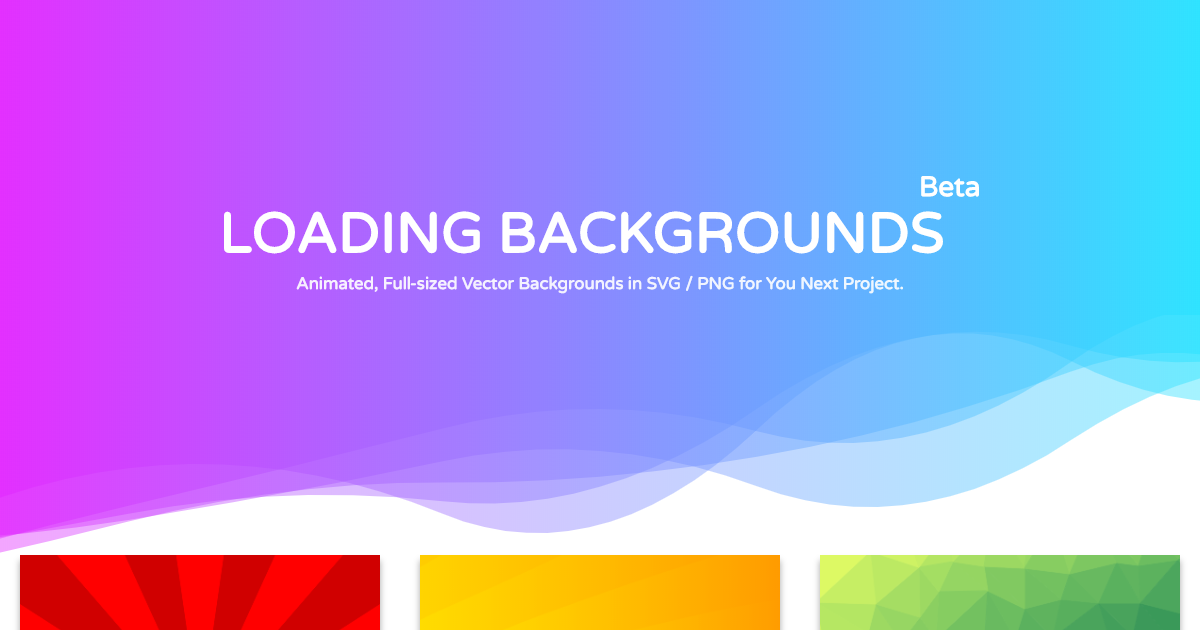 Beta
LOADING BACKGROUNDS
Animated, Full-sized Vector Backgrounds in SVG / PNG for You Next Project.